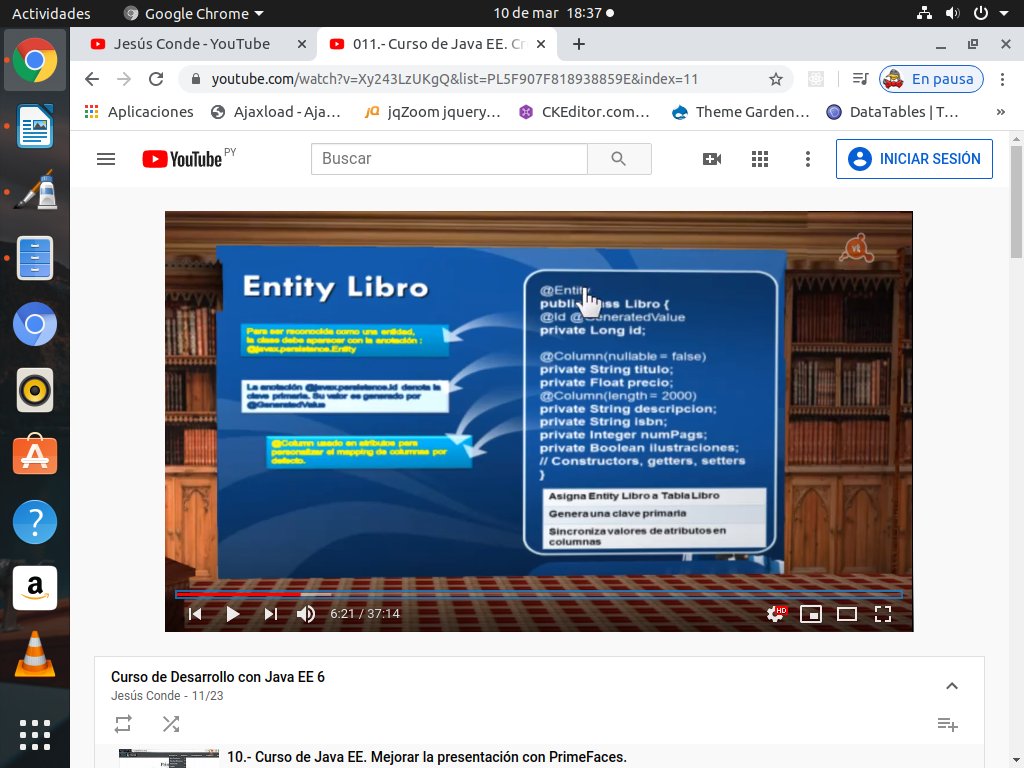 Actividades
Google Chrome
10 de mar 18:37
Jesús Conde - YouTube
011.- Curso de Java EE. Cr
youtube.com/watch?v=Xy243LzUKgQ&list=PL5F907F818938859E&index=11
En pausa
Aplicaciones
Ajaxload - Aja...
jqZoom jquery...
CKEditor.com...
Theme Garden...
DataTables | T...
»
YouTube PY
Buscar
INICIAR SESIÓN
Entity Libro
Para ser reconocida como una entidad,
la clase debe aparecer con la anotación :
@javax.persistence.Entity
La anotación @javax.persistence.Id denota la
clave primaria. Su valor es generado por
@GeneratedValue
@Column usado en atributos para
personalizar el mapping de columnas por
defecto.
@Entity
public class Libro {
@Id @GeneratedValue
private Long id;
@Column(nullable = false)
private String titulo;
private Float precio;
@Column(length = 2000)
private String descripcion;
private String isbn;
private Integer numPags;
private Boolean ilustraciones;
// Constructors, getters, setters
}
Asigna Entity Libro a Tabla Libro
Genera una clave primaria
Sincroniza valores de atributos en
columnas
6:21 / 37:14
HD
Curso de Desarrollo con Java EE 6
Jesús Conde - 11/23
10.- Curso de Java EE. Mejorar la presentación con PrimeFaces.